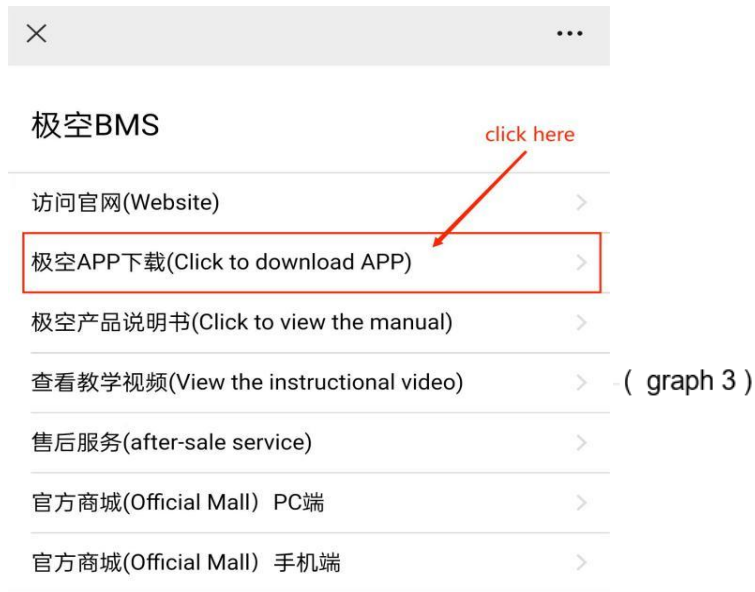 极空BMS
click here
访问官网(Website)
极空APP下载(Click to download APP)
极空产品说明书(Click to view the manual)
查看教学视频(View the instructional video)
( graph 3 )
售后服务(after-sale service)
官方商城(Official Mall）PC端
官方商城(Official Mall）手机端